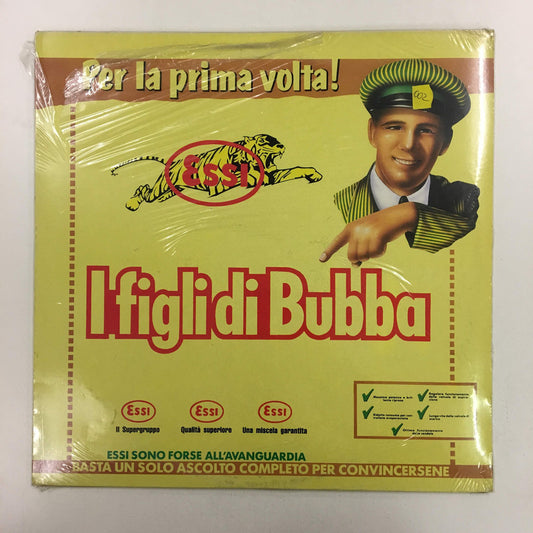 Per la prima volta!
002
ESSI
I figli di Bubba
ESSI
ESSI
ESSI
Il Supergruppo
Qualità superiore
Una miscela garantita
ESSI SONO FORSE ALL'AVANGUARDIA
BASTA UN SOLO ASCOLTO COMPLETO PER CONVINCERSENE